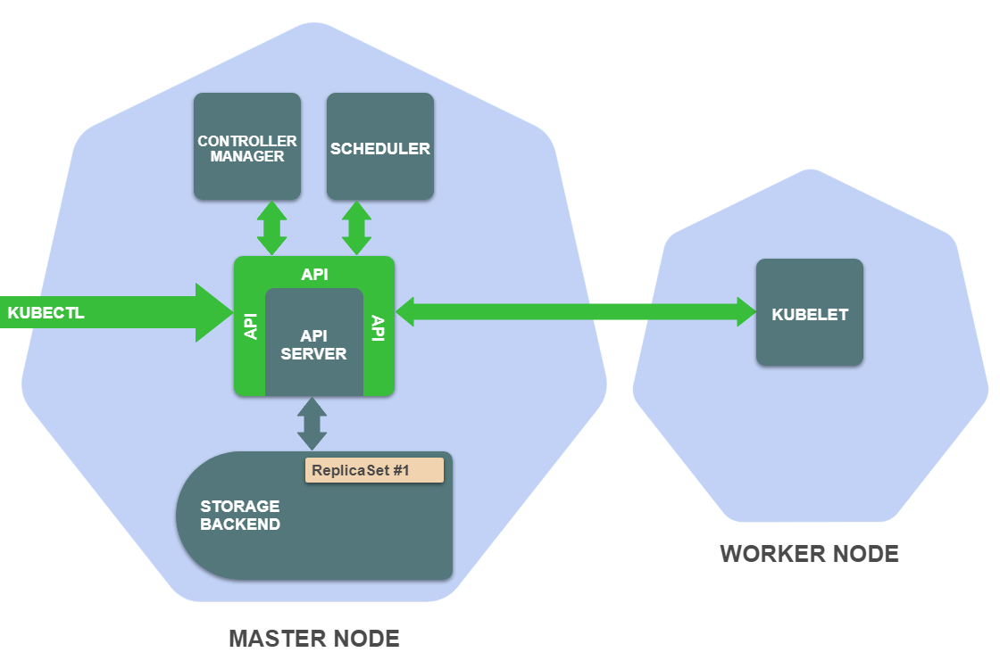 CONTROLLER
MANAGER
SCHEDULER
API
KUBECTL
API
API
SERVER
API
KUBELET
ReplicaSet #1
STORAGE
BACKEND
WORKER NODE
MASTER NODE